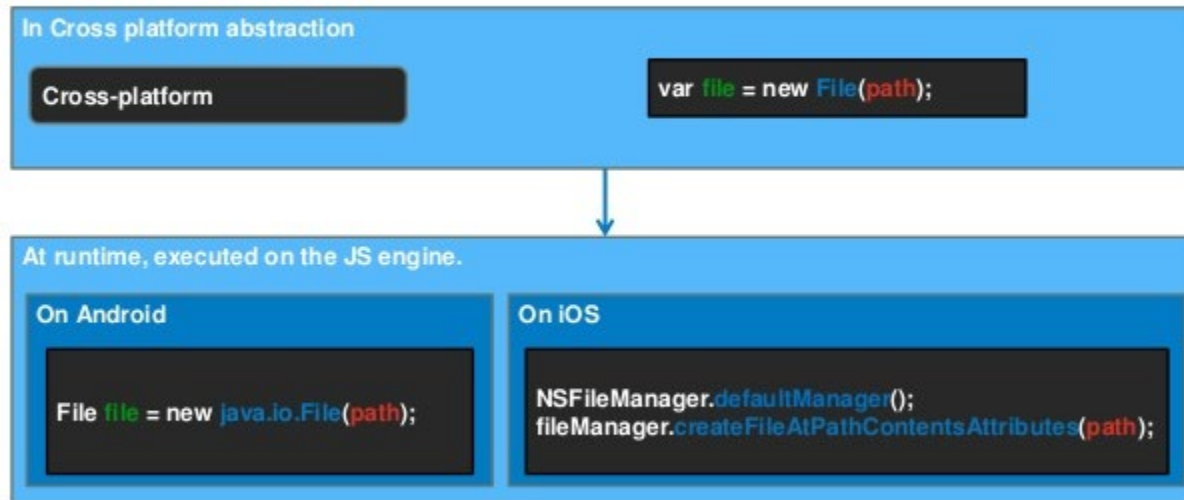 In Cross platform abstraction
Cross-platform
var file = new File(path);
At runtime, executed on the JS engine.
On Android
File file = new java.io.File(path);
On iOS
NSFileManager.defaultManager();
fileManager.createFileAtPathContentsAttributes(path);